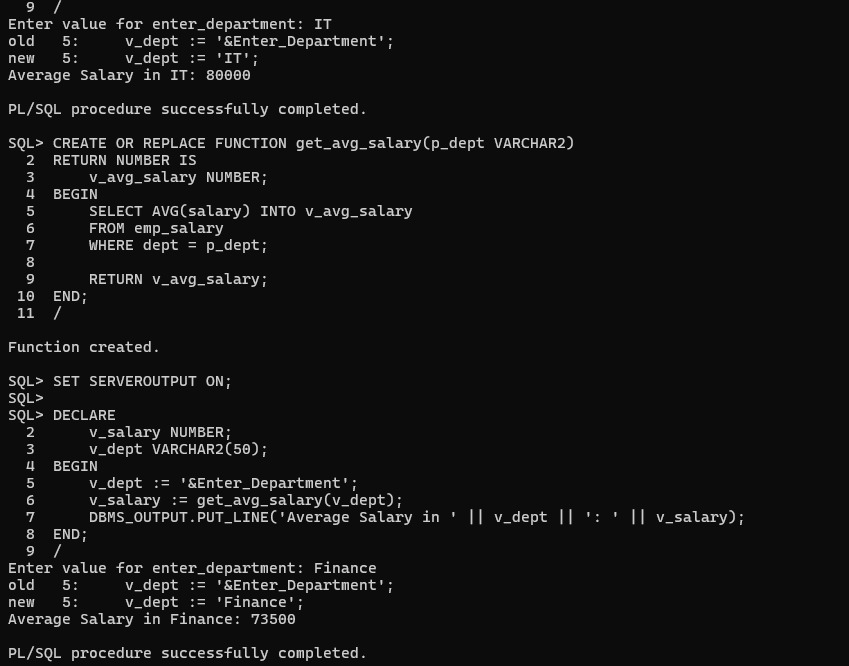 9  /
Enter value for enter_department: IT
old   5:     v_dept := '&Enter_Department';
new   5:     v_dept := 'IT';
Average Salary in IT: 80000

PL/SQL procedure successfully completed.

SQL> CREATE OR REPLACE FUNCTION get_avg_salary(p_dept VARCHAR2)
  2  RETURN NUMBER IS
  3      v_avg_salary NUMBER;
  4  BEGIN
  5      SELECT AVG(salary) INTO v_avg_salary
  6      FROM emp_salary
  7      WHERE dept = p_dept;
  8
  9      RETURN v_avg_salary;
 10  END;
 11  /

Function created.

SQL> SET SERVEROUTPUT ON;
SQL>
SQL> DECLARE
  2      v_salary NUMBER;
  3      v_dept VARCHAR2(50);
  4  BEGIN
  5      v_dept := '&Enter_Department';
  6      v_salary := get_avg_salary(v_dept);
  7      DBMS_OUTPUT.PUT_LINE('Average Salary in ' || v_dept || ': ' || v_salary);
  8  END;
  9  /
Enter value for enter_department: Finance
old   5:     v_dept := '&Enter_Department';
new   5:     v_dept := 'Finance';
Average Salary in Finance: 73500

PL/SQL procedure successfully completed.